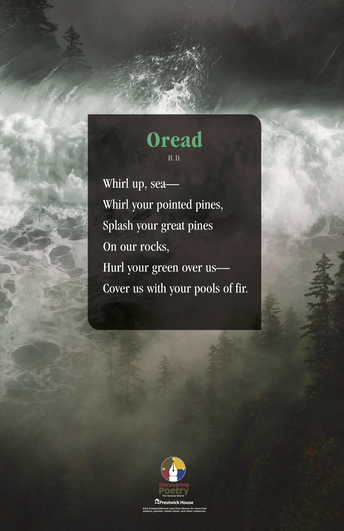 Oread
H.D.
Whirl up, sea—
Whirl your pointed pines,
Splash your great pines
On our rocks,
Hurl your green over us—
Cover us with your pools of fir.
Discovering
Poetry
Prestwick House